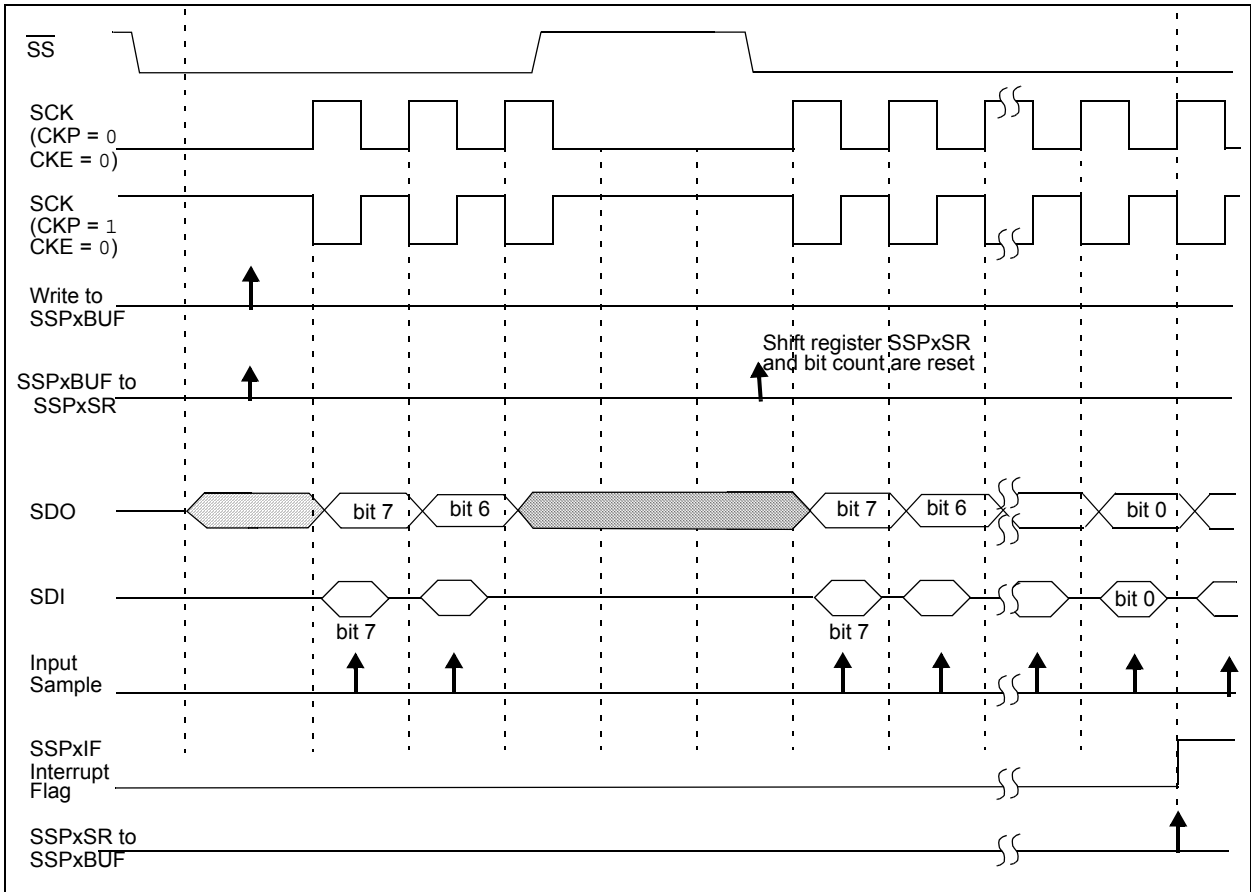 SS
SCK
(CKP = 0
CKE = 0)
SCK
(CKP = 1
CKE = 0)
Write to
SSPxBUF
Shift register SSPxSR
and bit count are reset
SSPxBUF to
SSPxSR
SDO
bit 7
bit 6
bit 7
bit 6
bit 0
SDI
bit 0
bit 7
bit 7
Input
Sample
SSPxIF
Interrupt
Flag
SSPxSR to
SSPxBUF